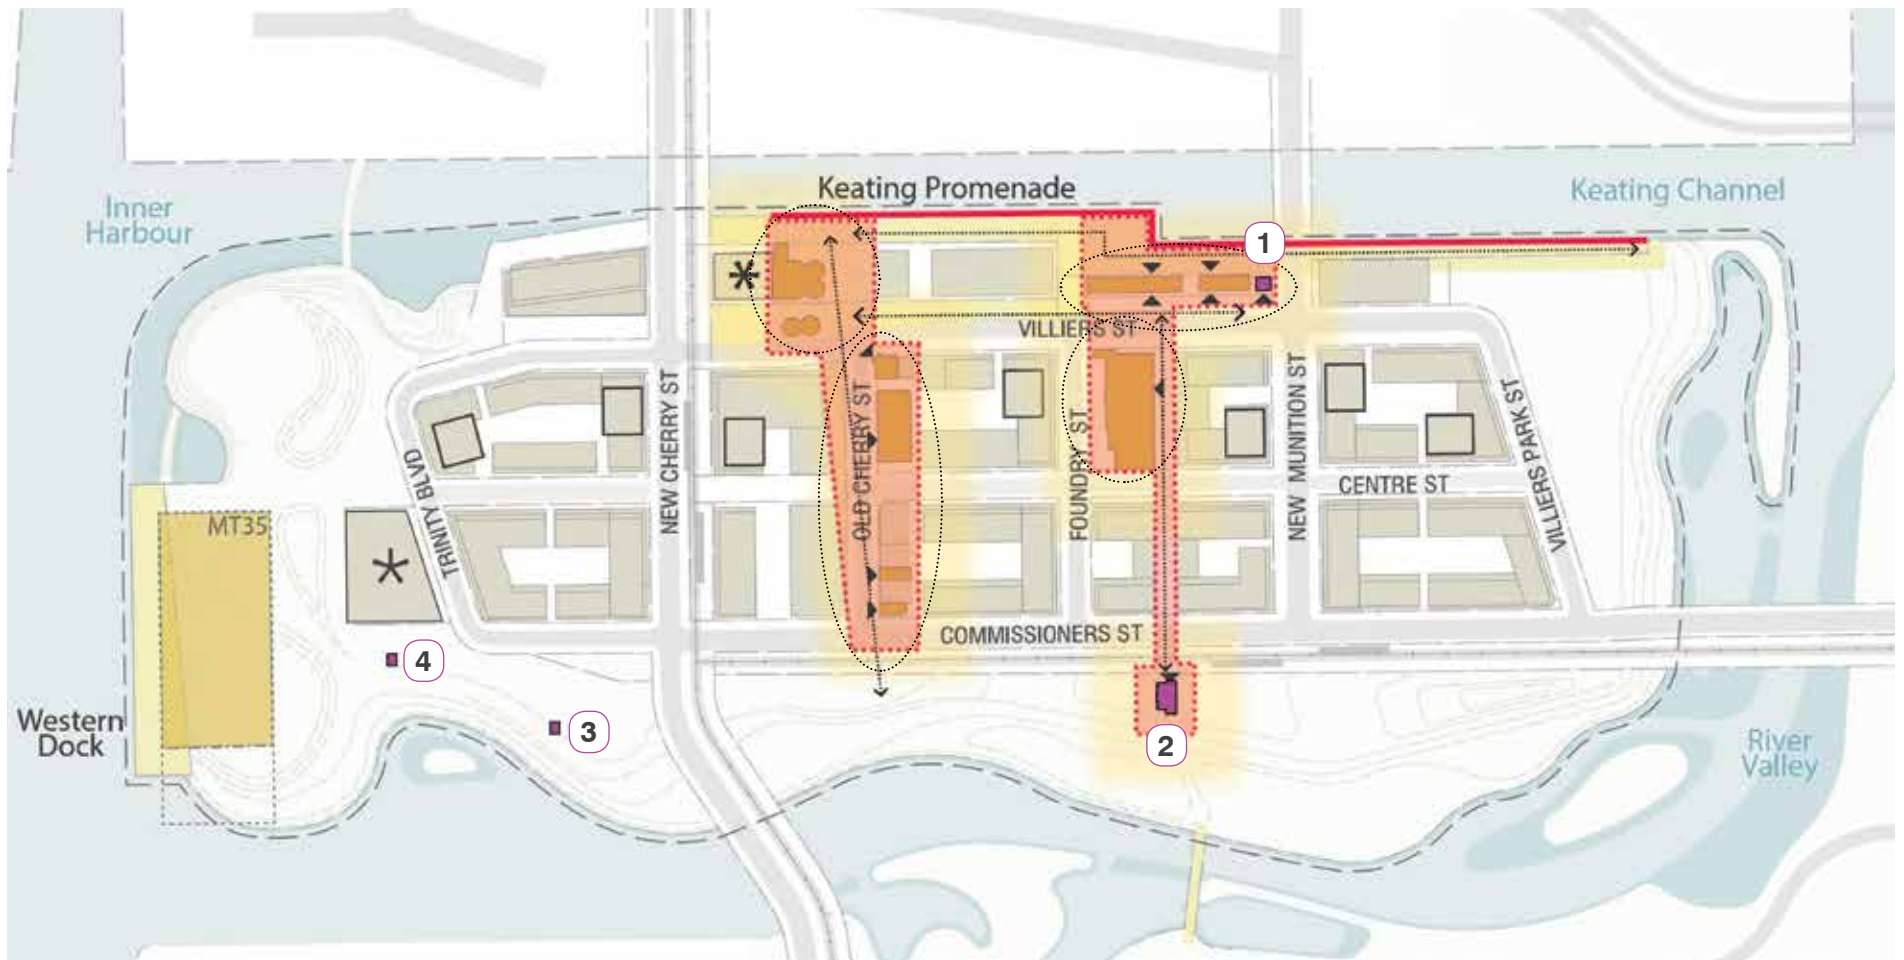 Keating Promenade
Keating Channel
Inner
Harbour
1
VILLIERS ST
NEW CHERRY ST
OLD CHERRY ST
FOUNDRY ST
NEW MUNITION ST
VILLIERS PARK ST
TRINITY BLVD
CENTRE ST
MT35
*
*
COMMISSIONERS ST
4
3
2
Western
Dock
River
Valley